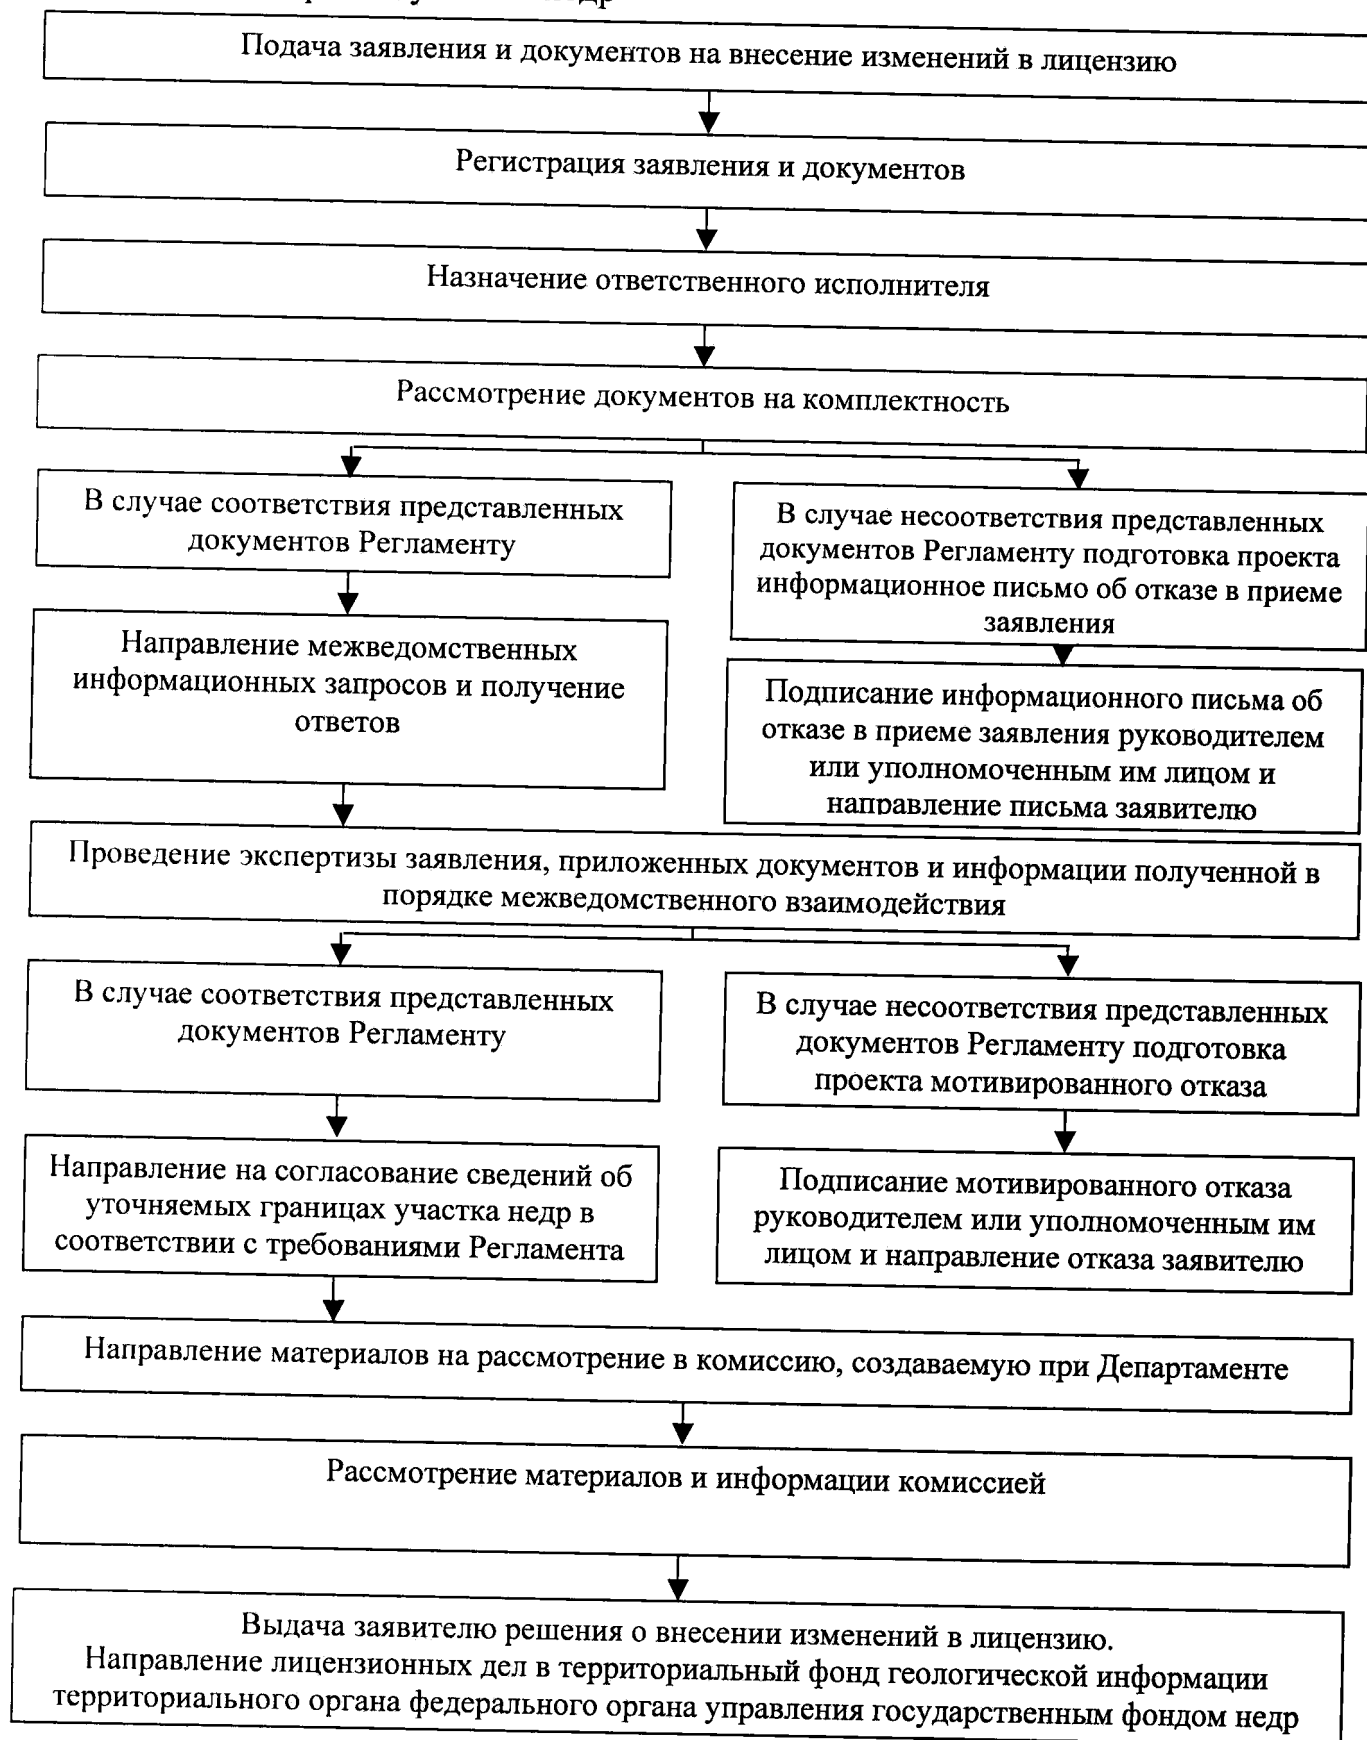 Подача заявления и документов на внесение изменений в лицензию
Регистрация заявления и документов
Назначение ответственного исполнителя
Рассмотрение документов на комплектность
В случае соответствия представленных
документов Регламенту
В случае несоответствия представленных
документов Регламенту подготовка проекта
информационное письмо об отказе в приеме
заявления
Направление межведомственных
информационных запросов и получение
ответов
Подписание информационного письма об
отказе в приеме заявления руководителем
или уполномоченным им лицом и
направление письма заявителю
Проведение экспертизы заявления, приложенных документов и информации полученной в
порядке межведомственного взаимодействия
В случае соответствия представленных
документов Регламенту
В случае несоответствия представленных
документов Регламенту подготовка
проекта мотивированного отказа
Направление на согласование сведений об
уточняемых границах участка недр в
соответствии с требованиями Регламента
Подписание мотивированного отказа
руководителем или уполномоченным им
лицом и направление отказа заявителю
Направление материалов на рассмотрение в комиссию, создаваемую при Департаменте
Рассмотрение материалов и информации комиссией
Выдача заявителю решения о внесении изменений в лицензию.
Направление лицензионных дел в территориальный фонд геологической информации
территориального органа федерального органа управления государственным фондом недр